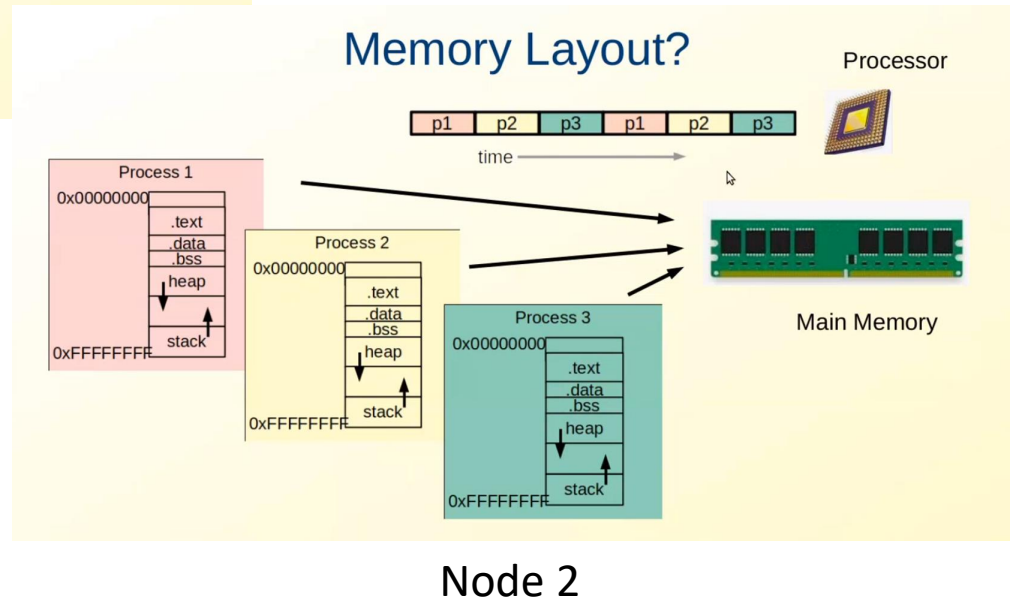 Memory Layout?
Processor
p1 p2 p3 p1 p2 p3
time
Process 1
0x00000000
.text
.data
.bss
heap
stack
0xFFFFFFFF
Process 2
0x00000000
.text
.data
.bss
heap
stack
0xFFFFFFFF
Process 3
0x00000000
.text
.data
.bss
heap
stack
0xFFFFFFFF
Main Memory
Node 2